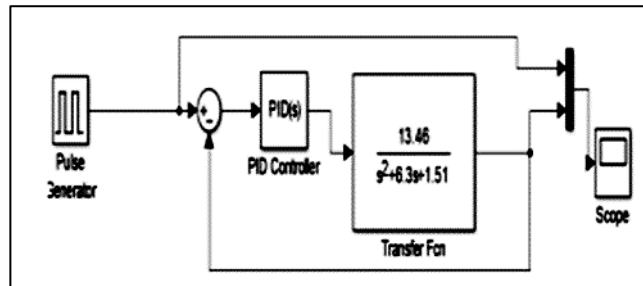 Pulse
Generator
+
-
PID(s)
PID Controller
13.46
s²+6.3s+1.51
Transfer Fcn
Scope